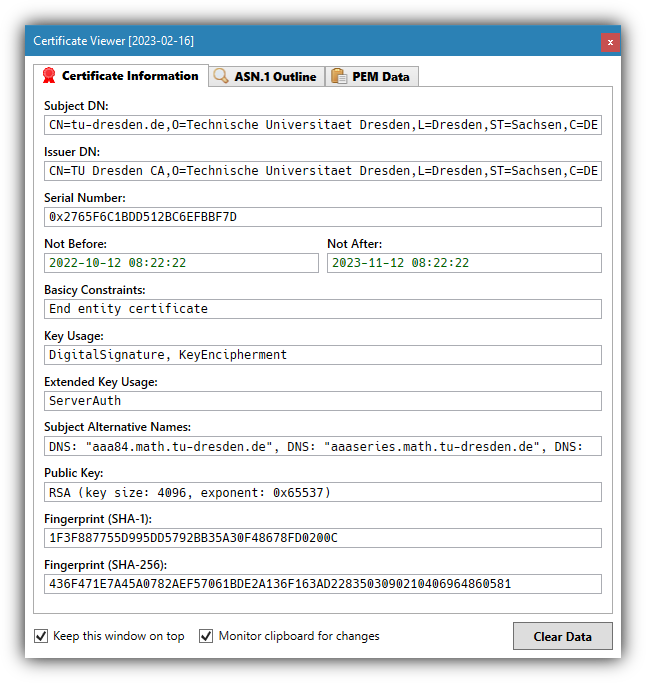 Certificate Viewer [2023-02-16]
x
Certificate Information
ASN.1 Outline
PEM Data
Subject DN:
CN=tu-dresden.de,O=Technische Universitaet Dresden,L=Dresden,ST=Sachsen,C=DE
Issuer DN:
CN=TU Dresden CA,O=Technische Universitaet Dresden,L=Dresden,ST=Sachsen,C=DE
Serial Number:
0x2765F6C1BDD512BC6EFBBF7D
Not Before:
Not After:
2022-10-12 08:22:22
2023-11-12 08:22:22
Basicy Constraints:
End entity certificate
Key Usage:
DigitalSignature, KeyEncipherment
Extended Key Usage:
ServerAuth
Subject Alternative Names:
DNS: "aaa84.math.tu-dresden.de", DNS: "aaaseries.math.tu-dresden.de", DNS:
Public Key:
RSA (key size: 4096, exponent: 0x65537)
Fingerprint (SHA-1):
1F3F887755D995DD5792BB35A30F48678FD0200C
Fingerprint (SHA-256):
436F471E7A45A0782AEF57061BDE2A136F163AD2283503090210406964860581
Keep this window on top
Monitor clipboard for changes
Clear Data